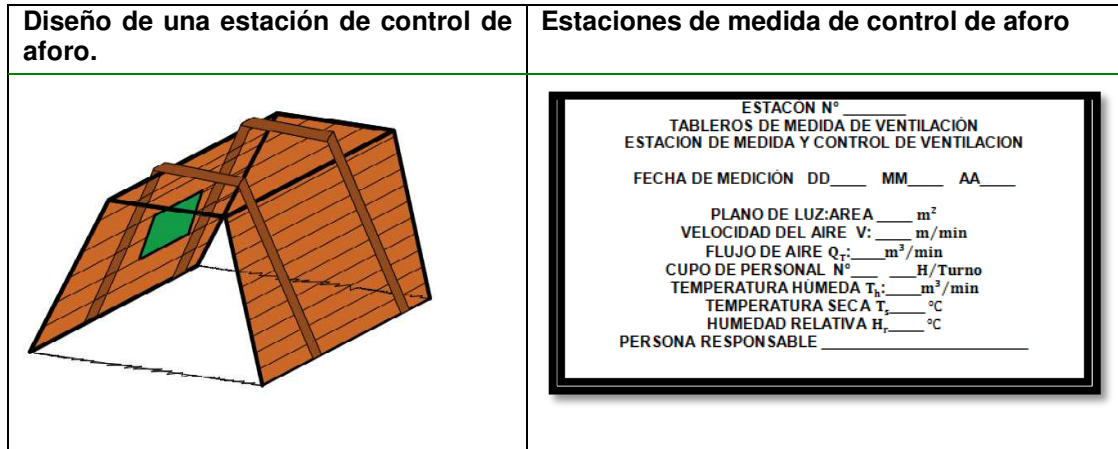 Diseño de una estación de control de
aforo.
Estaciones de medida de control de aforo
ESTACON N° _______
TABLEROS DE MEDIDA DE VENTILACIÓN
ESTACION DE MEDIDA Y CONTROL DE VENTILACION
FECHA DE MEDICIÓN DD____ MM____ AA____
PLANO DE LUZ:AREA ____ m²
VELOCIDAD DEL AIRE V: ____ m/min
FLUJO DE AIRE Q_T:____m³/min
CUPO DE PERSONAL N°___ ___H/Turno
TEMPERATURA HÚMEDA T_h:____m³/min
TEMPERATURA SECA T_s____ °C
HUMEDAD RELATIVA H_r____ °C
PERSONA RESPONSABLE _______________________